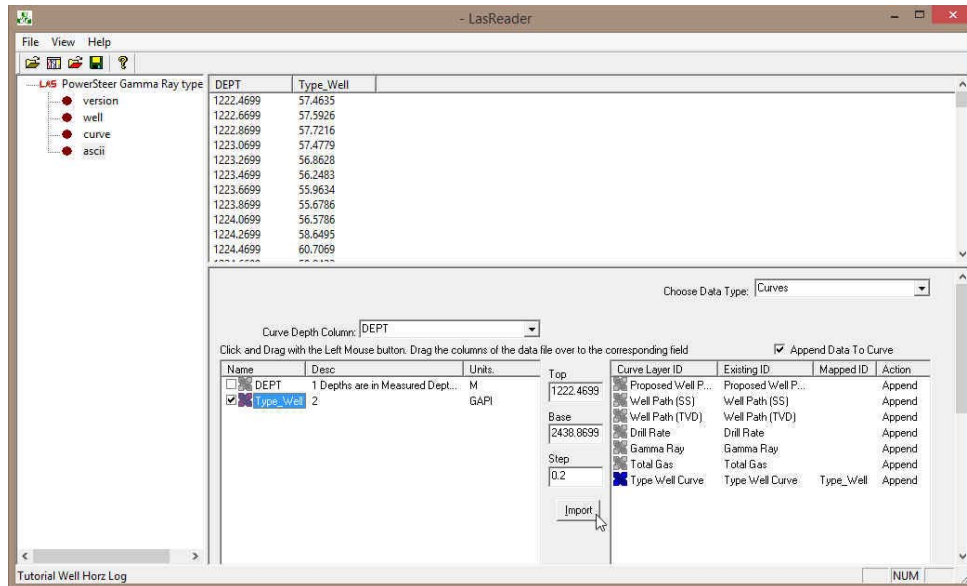 - LasReader
File View Help
LAS PowerSteer Gamma Ray type
version
well
curve
ascii
DEPT Type_Well
1222.4699 57.4635
1222.6699 57.5926
1222.8699 57.7216
1223.0699 57.4779
1223.2699 56.8628
1223.4699 56.2483
1223.6699 55.9634
1223.8699 55.6786
1224.0699 56.5786
1224.2699 58.6495
1224.4699 60.7069
Choose Data Type: Curves
Curve Depth Column: DEPT
Click and Drag with the Left Mouse button. Drag the columns of the data file over to the corresponding field
Append Data To Curve
Name Desc Units.
DEPT 1 Depths are in Measured Dept... M
Type_Well 2 GAPI
Top
1222.4699
Base
2438.8699
Step
0.2
Import
Curve Layer ID Existing ID Mapped ID Action
Proposed Well P... Proposed Well P... Append
Well Path (SS) Well Path (SS) Append
Well Path (TVD) Well Path (TVD) Append
Drill Rate Drill Rate Append
Gamma Ray Gamma Ray Append
Total Gas Total Gas Append
Type Well Curve Type Well Curve Type_Well Append
Tutorial Well Horz Log
NUM